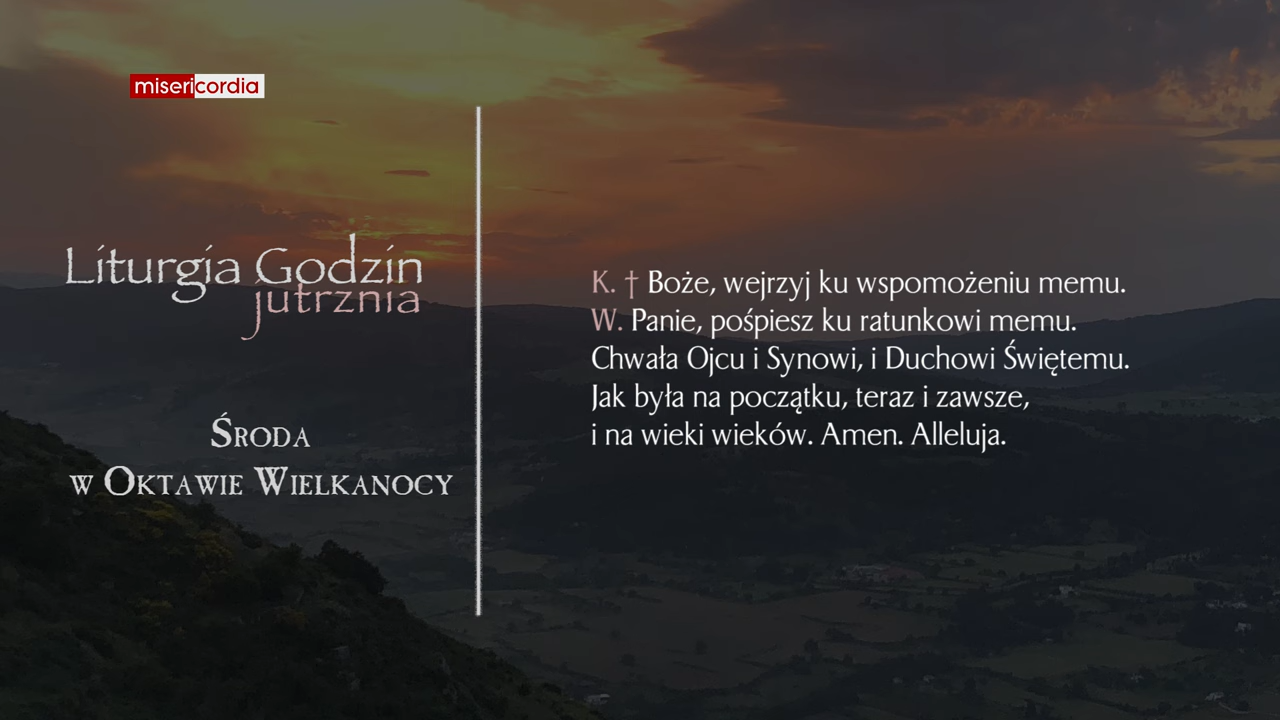 misericordia
Liturgia Godzin
jutrznia
Środa
w Oktawie Wielkanocy
K. † Boże, wejrzyj ku wspomożeniu memu.
W. Panie, pośpiesz ku ratunkowi memu.
Chwała Ojcu i Synowi, i Duchowi Świętemu.
Jak była na początku, teraz i zawsze,
i na wieki wieków. Amen. Alleluja.